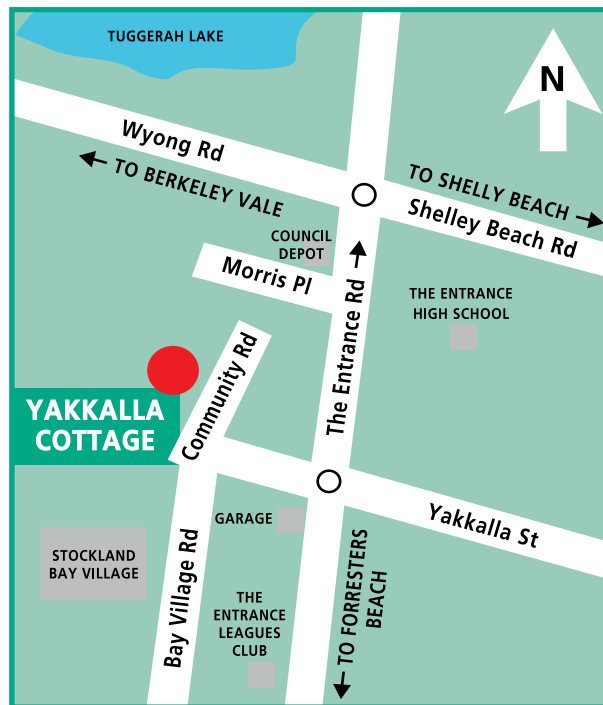 TUGGERAH LAKE
N
Wyong Rd
TO BERKELEY VALE
TO SHELLY BEACH
Shelley Beach Rd
COUNCIL
DEPOT
Morris Pl
The Entrance Rd
THE ENTRANCE
HIGH SCHOOL
Community Rd
YAKKALLA
COTTAGE
Yakkalla St
GARAGE
STOCKLAND
BAY VILLAGE
Bay Village Rd
THE
ENTRANCE
LEAGUES
CLUB
TO FORRESTERS
BEACH